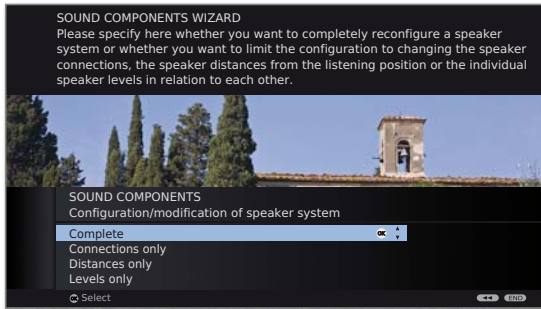 SOUND COMPONENTS WIZARD
Please specify here whether you want to completely reconfigure a speaker
system or whether you want to limit the configuration to changing the speaker
connections, the speaker distances from the listening position or the individual
speaker levels in relation to each other.
SOUND COMPONENTS
Configuration/modification of speaker system
Complete OK
Connections only
Distances only
Levels only
OK Select END